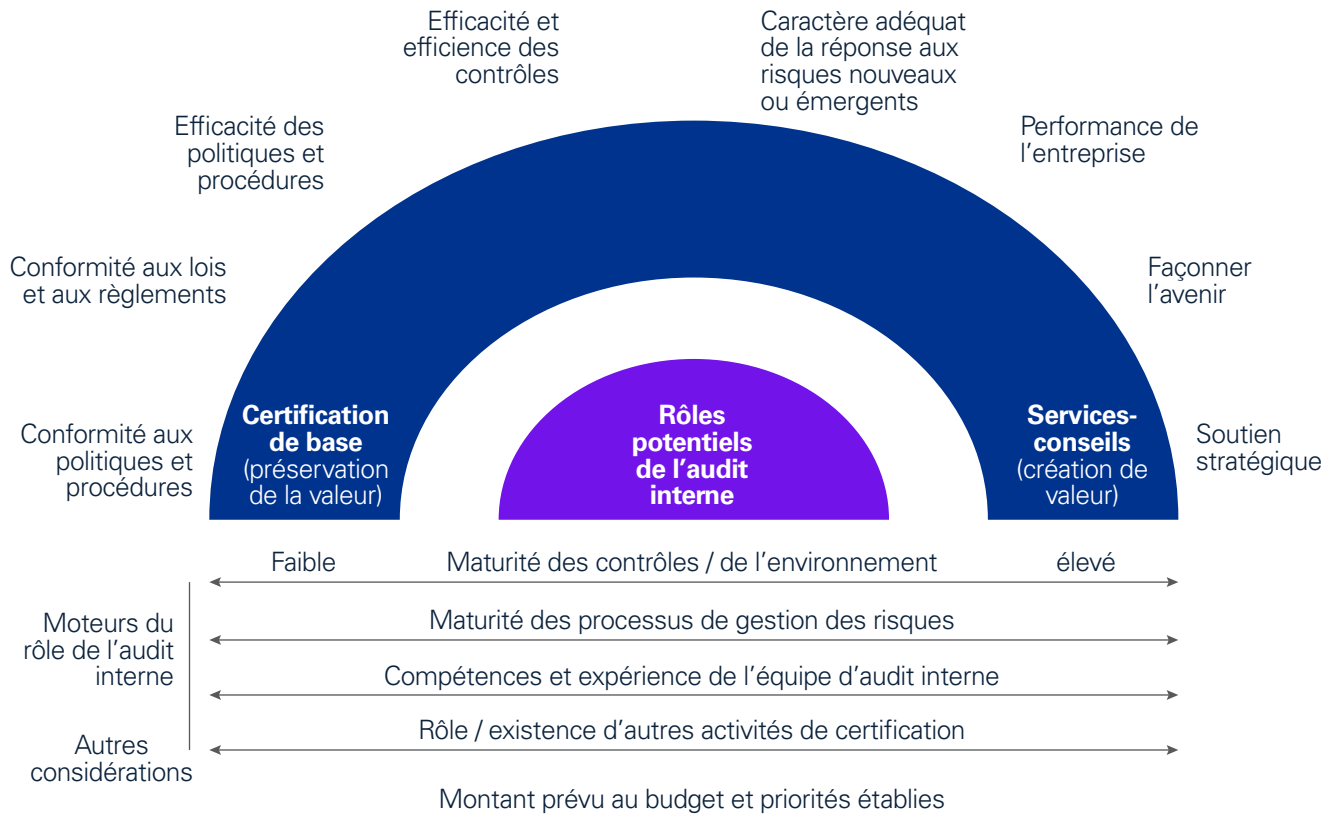 Efficacité et
efficience des
contrôles
Caractère adéquat
de la réponse aux
risques nouveaux
ou émergents
Efficacité des
politiques et
procédures
Performance de
l’entreprise
Conformité aux lois
et aux règlements
Façonner
l’avenir
Conformité aux
politiques et
procédures
Certification
de base
(préservation
de la valeur)
Rôles
potentiels
de l’audit
interne
Services-
conseils
(création de
valeur)
Soutien
stratégique
Faible
Maturité des contrôles / de l’environnement
élevé
Moteurs du
rôle de l’audit
interne
Maturité des processus de gestion des risques
Compétences et expérience de l’équipe d’audit interne
Rôle / existence d’autres activités de certification
Autres
considérations
Montant prévu au budget et priorités établies